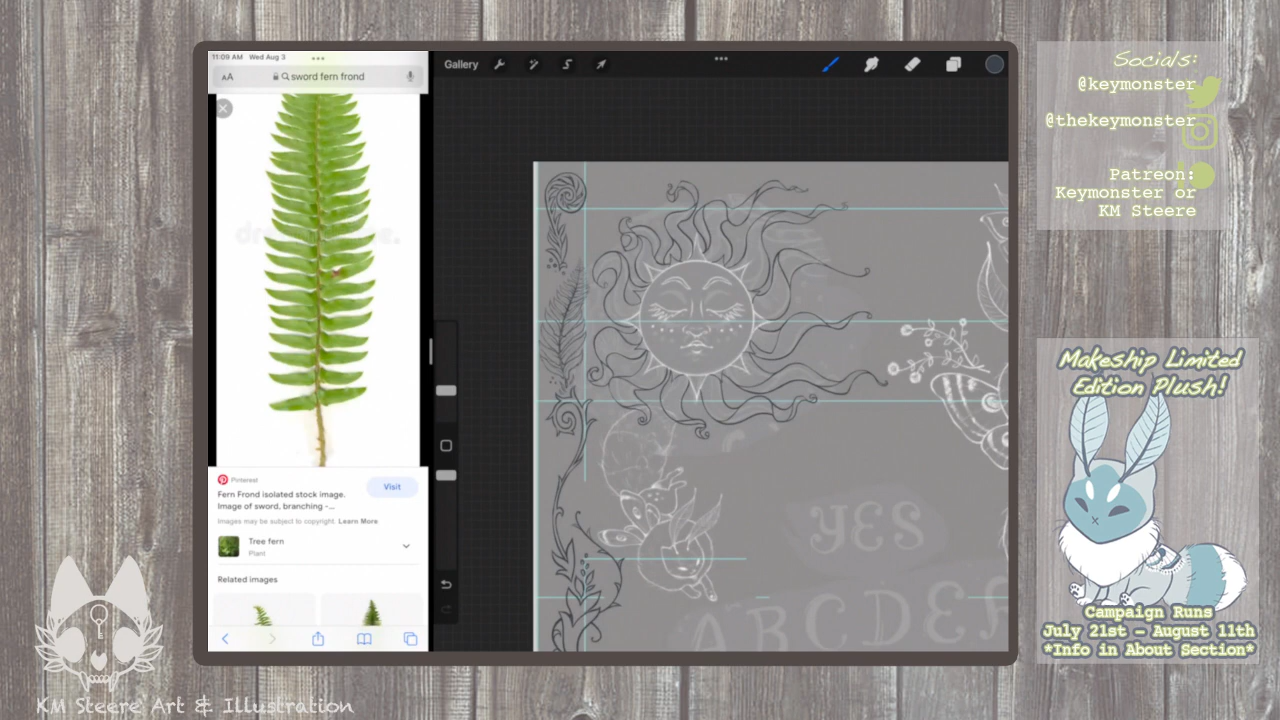 11:09 AM Wed Aug 3
AA
sword fern frond
Pinterest
Visit
Fern Frond isolated stock image.
Image of sword, branching -...
Images may be subject to copyright. Learn More
Tree fern
Plant
Related images
Gallery
YES
ABCDEF
Socials:
@keymonster
@thekeymonster
Patreon:
Keymonster or
KM Steere
Makeship Limited
Edition Plush!
Campaign Runs
July 21st - August 11th
*Info in About Section*
KM Steere Art & Illustration